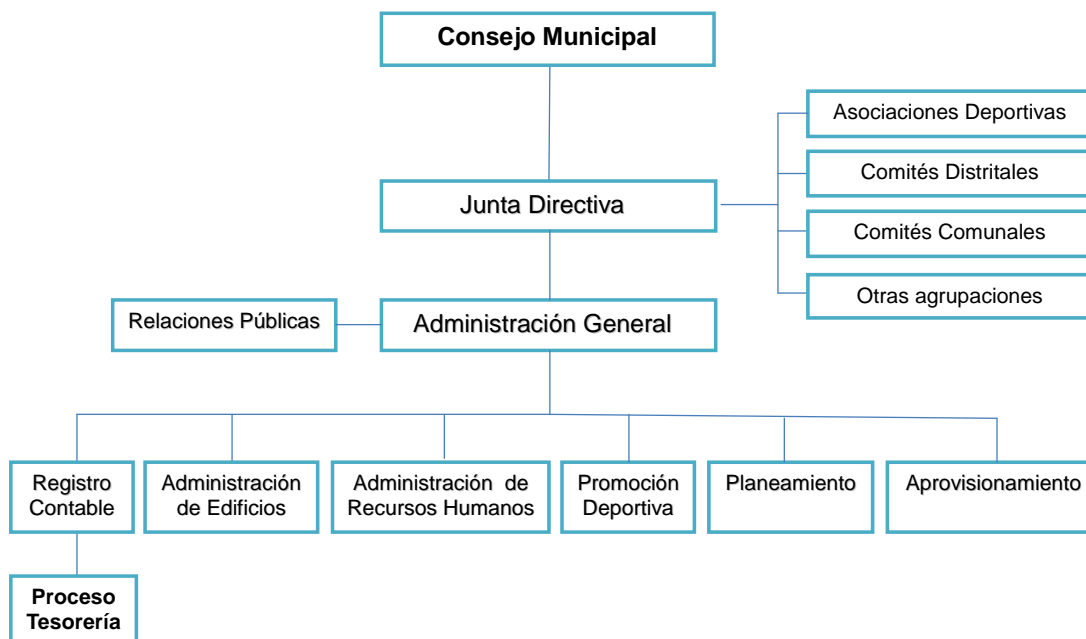 Consejo Municipal
Asociaciones Deportivas
Comités Distritales
Junta Directiva
Comités Comunales
Otras agrupaciones
Relaciones Públicas
Administración General
Registro
Contable
Administración
de Edificios
Administración de
Recursos Humanos
Promoción
Deportiva
Planeamiento
Aprovisionamiento
Proceso
Tesorería